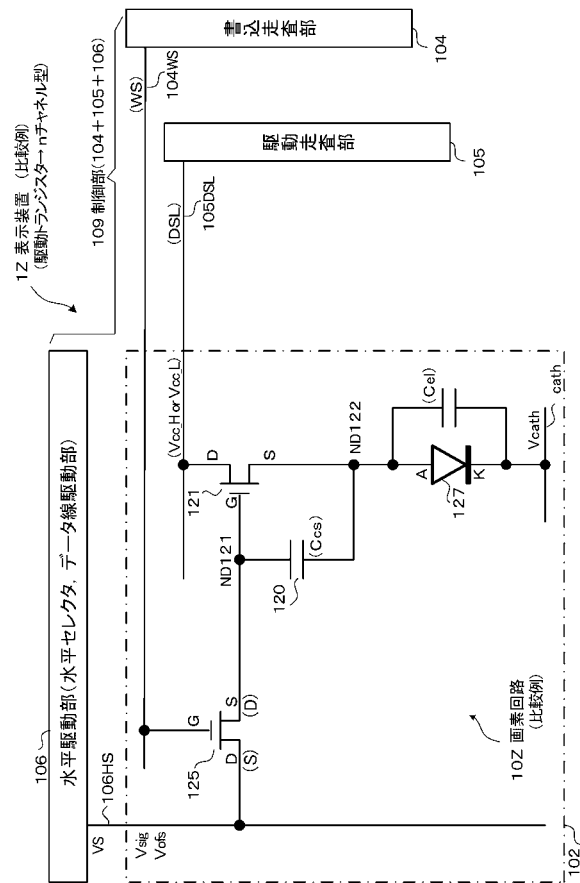 1Z 表示装置 (比較例)
(駆動トランジスター→nチャネル型)
109 制御部(104+105+106)
106
水平駆動部(水平セレクタ,データ線駆動部)
書込走査部
104
(WS)
104WS
駆動走査部
105
(DSL)
105DSL
VS
106HS
Vsig
Vofs
(Vcc_H or Vcc_L)
G
D
(S)
S
(D)
125
ND121
D
G
S
121
120
(Ccs)
ND122
(Cel)
A
K
127
Vcath
cath
10Z 画素回路
(比較例)
102